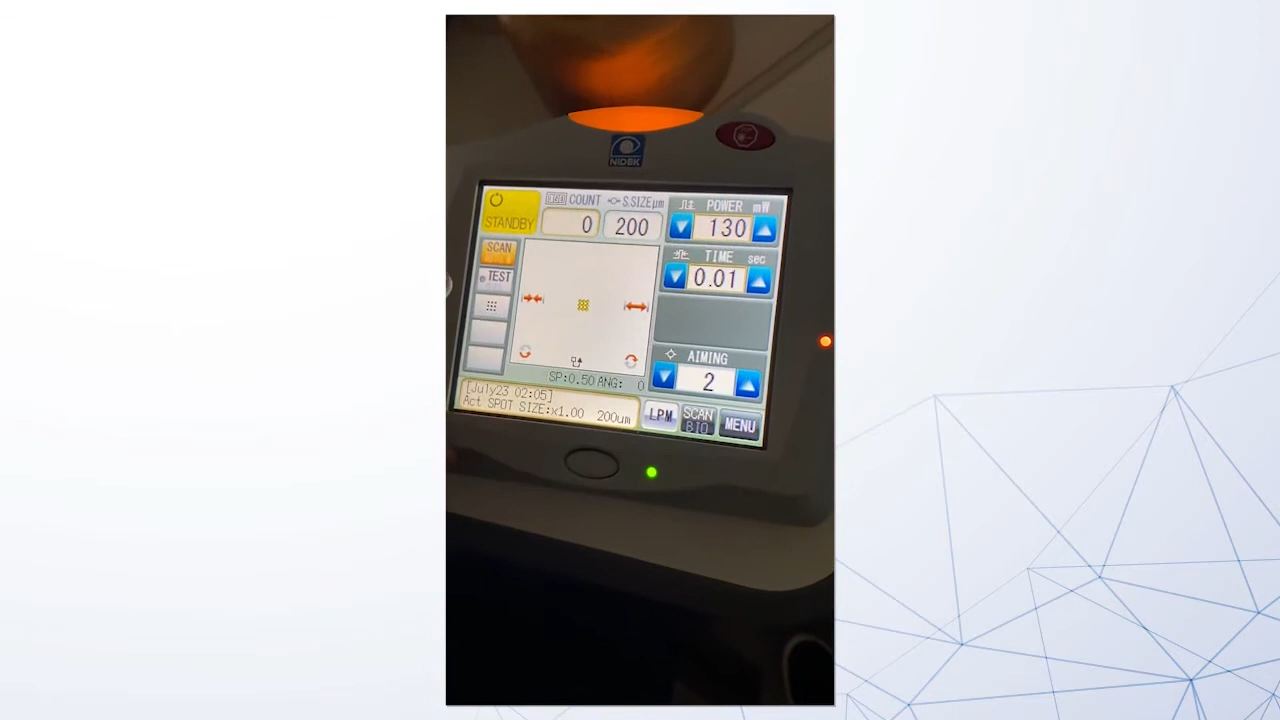 NIDEK
STANDBY
COUNT
0
S.SIZE μm
200
POWER mW
130
SCAN
TEST
TIME sec
0.01
AIMING
2
SP:0.50 ANG: 0
[July23 02:05]
Act SPOT SIZE:x1.00 200um
LPM
SCAN
BIO
MENU